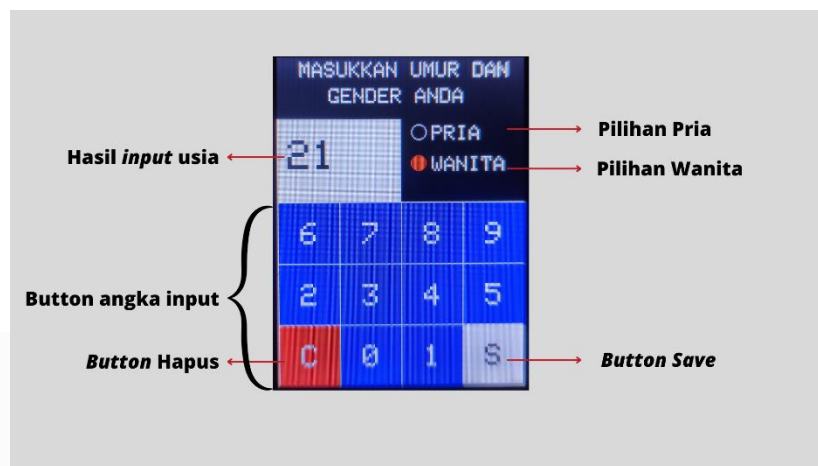 MASUKKAN UMUR DAN
GENDER ANDA
Hasil input usia
21
PRIA
WANITA
Pilihan Pria
Pilihan Wanita
6 7 8 9
Button angka input
2 3 4 5
Button Hapus
C 0 1 S
Button Save